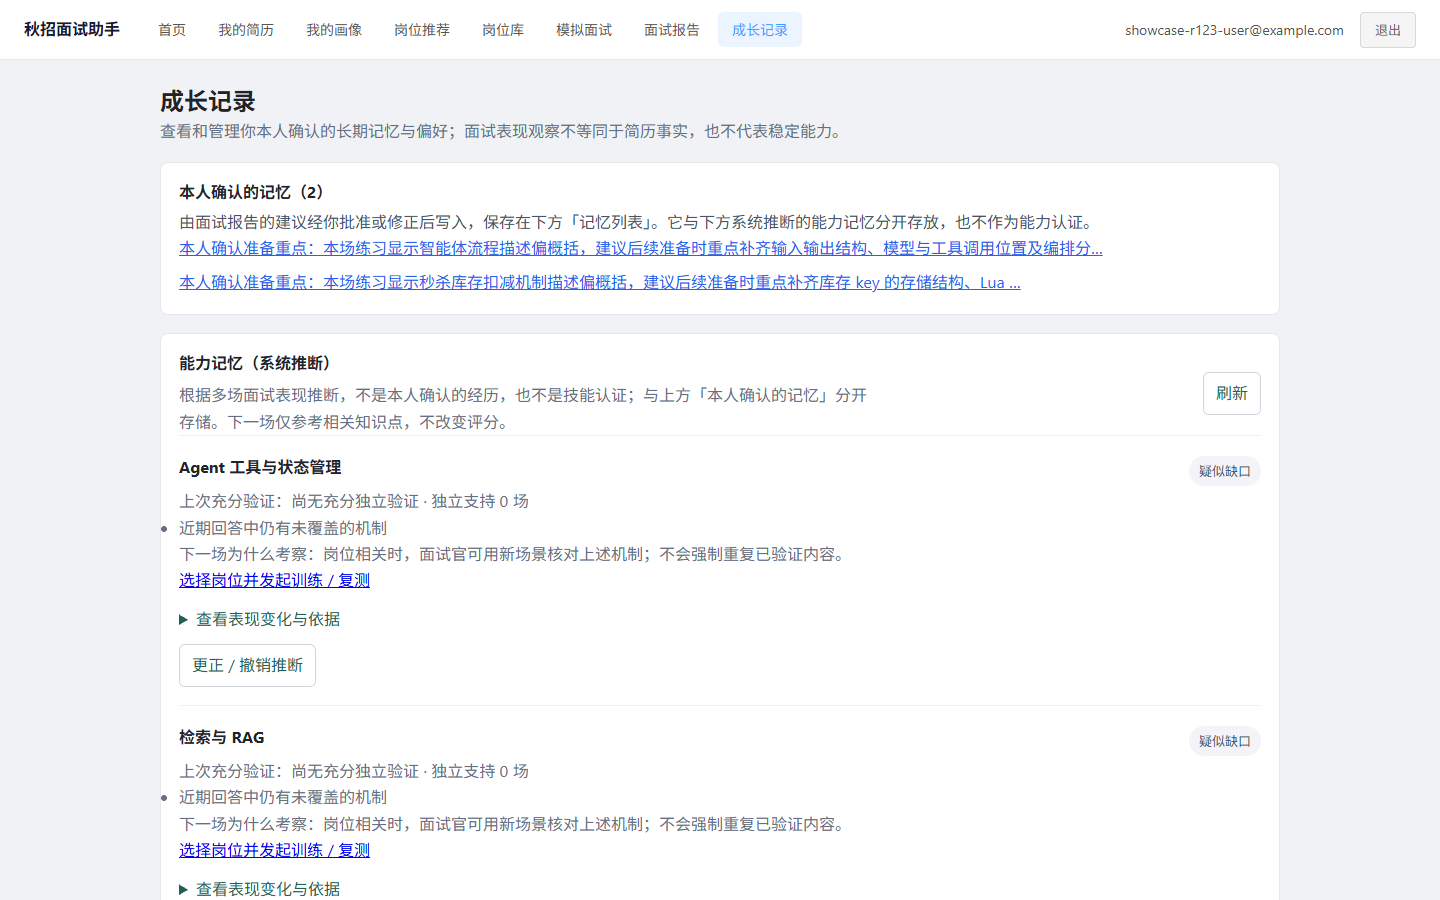 秋招面试助手 首页 我的简历 我的画像 岗位推荐 岗位库 模拟面试 面试报告 成长记录 showcase-r123-user@example.com 退出
成长记录
查看和管理你本人确认的长期记忆与偏好；面试表现观察不等同于简历事实，也不代表稳定能力。
本人确认的记忆（2）
由面试报告的建议经你批准或修正后写入，保存在下方「记忆列表」。它与下方系统推断的能力记忆分开存放，也不作为能力认证。
本人确认准备重点：本场练习显示智能体流程描述偏概括，建议后续准备时重点补齐输入输出结构、模型与工具调用位置及编排分...
本人确认准备重点：本场练习显示秒杀库存扣减机制描述偏概括，建议后续准备时重点补齐库存 key 的存储结构、Lua ...
能力记忆（系统推断）
根据多场面试表现推断，不是本人确认的经历，也不是技能认证；与上方「本人确认的记忆」分开
存储。下一场仅参考相关知识点，不改变评分。
刷新
Agent 工具与状态管理
疑似缺口
上次充分验证：尚无充分独立验证 · 独立支持 0 场
近期回答中仍有未覆盖的机制
下一场为什么考察：岗位相关时，面试官可用新场景核对上述机制；不会强制重复已验证内容。
选择岗位并发起训练 / 复测
查看表现变化与依据
更正 / 撤销推断
检索与 RAG
疑似缺口
上次充分验证：尚无充分独立验证 · 独立支持 0 场
近期回答中仍有未覆盖的机制
下一场为什么考察：岗位相关时，面试官可用新场景核对上述机制；不会强制重复已验证内容。
选择岗位并发起训练 / 复测
查看表现变化与依据